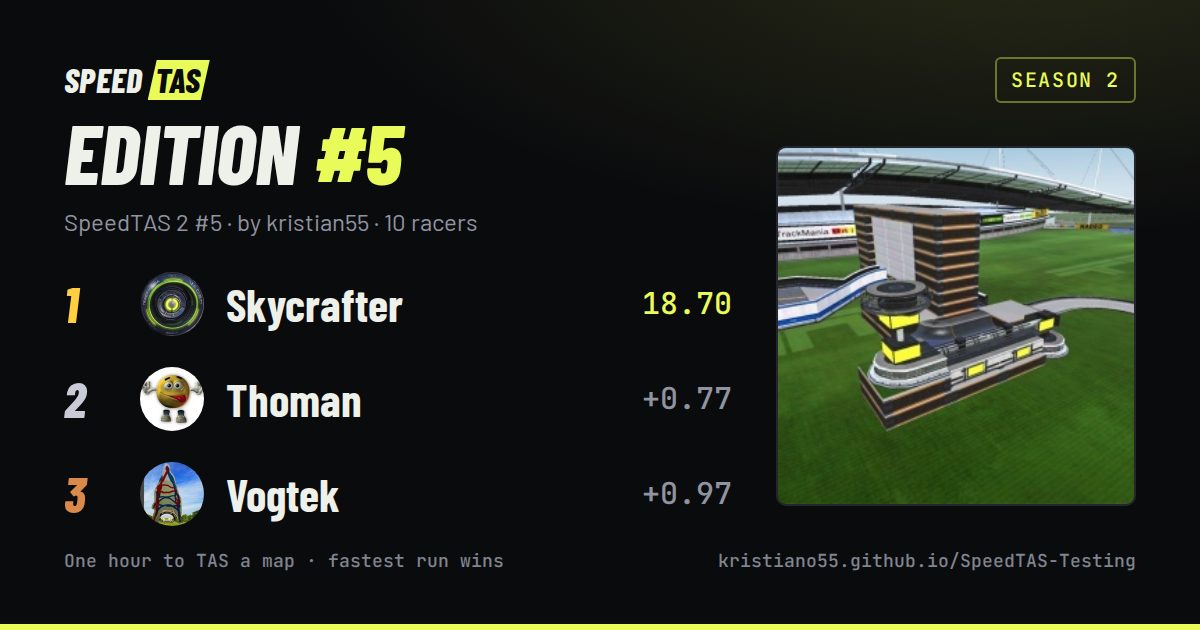 SPEED TAS
SEASON 2
EDITION #5
SpeedTAS 2 #5 · by kristian55 · 10 racers
1 Skycrafter 18.70
2 Thoman +0.77
3 Vogtek +0.97
TrackMania
One hour to TAS a map · fastest run wins
kristiano55.github.io/SpeedTAS-Testing